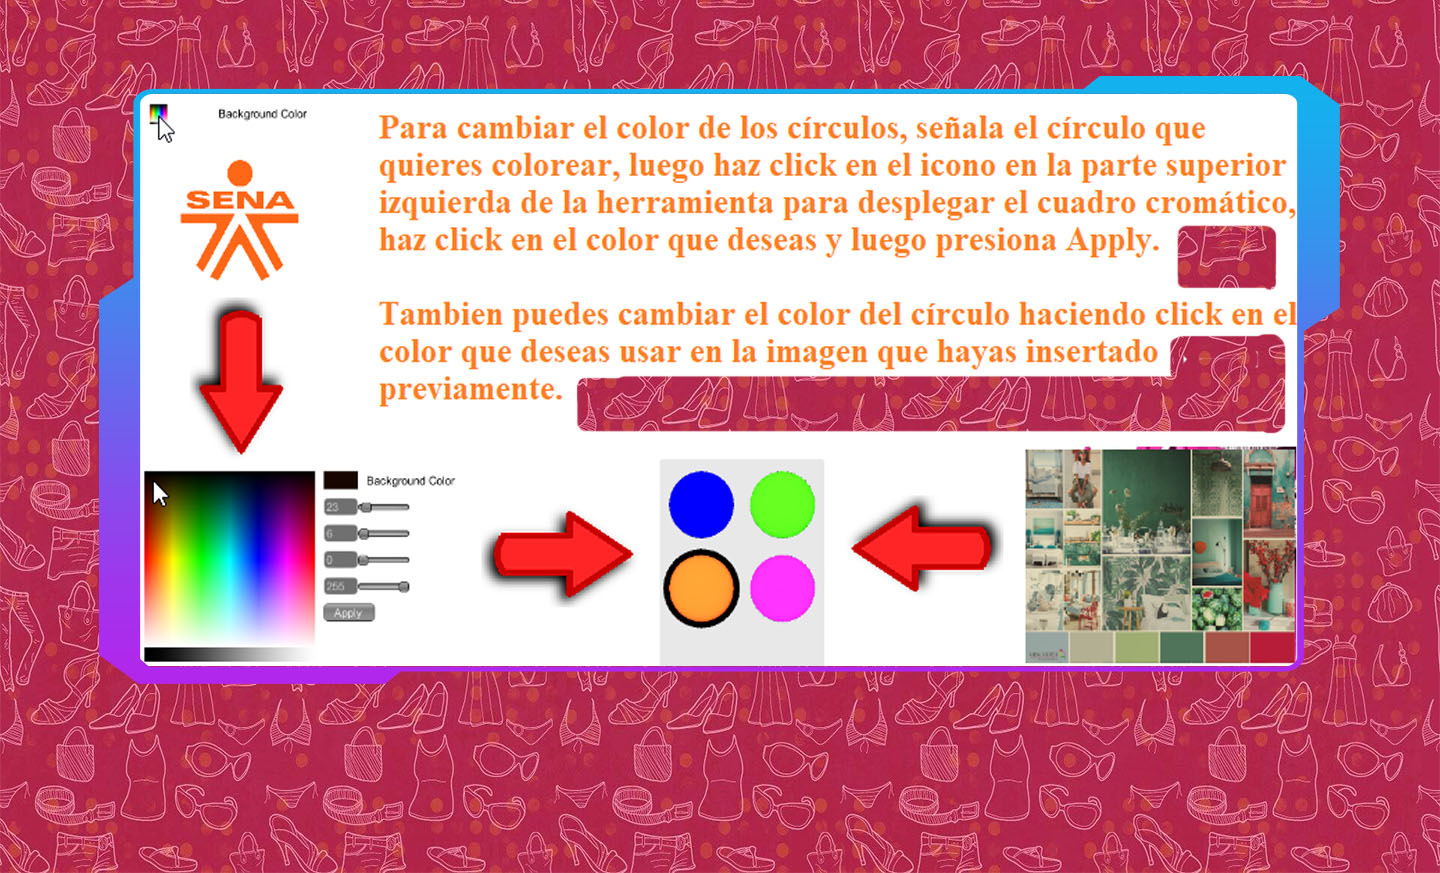 Background Color
SENA
Para cambiar el color de los círculos, señala el círculo que
quieres colorear, luego haz click en el icono en la parte superior
izquierda de la herramienta para desplegar el cuadro cromático,
haz click en el color que deseas y luego presiona Apply.
Tambien puedes cambiar el color del círculo haciendo click en el
color que deseas usar en la imagen que hayas insertado
previamente.
Background Color
23
6
0
255
Apply